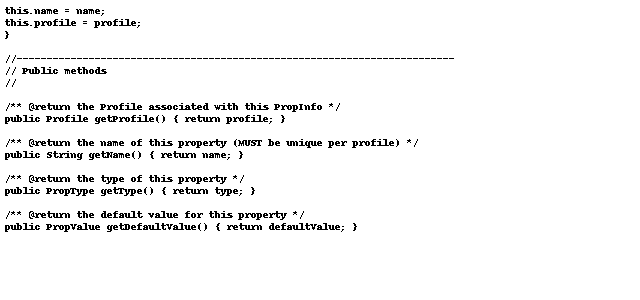 this.name = name;
this.profile = profile;
}
//-------------------------------------------------------------------------
// Public methods
//
/** @return the Profile associated with this PropInfo */
public Profile getProfile() { return profile; }
/** @return the name of this property (MUST be unique per profile) */
public String getName() { return name; }
/** @return the type of this property */
public PropType getType() { return type; }
/** @return the default value for this property */
public PropValue getDefaultValue() { return defaultValue; }